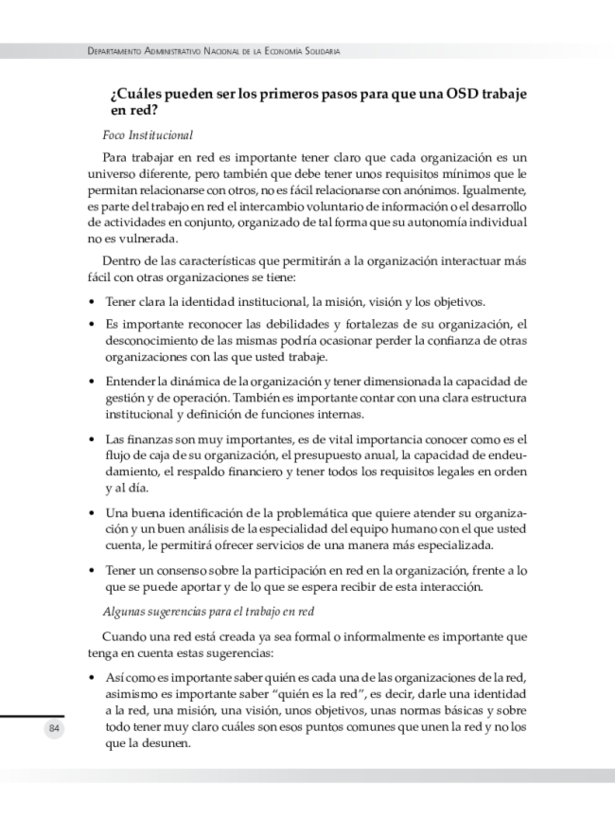 Departamento Administrativo Nacional de la Economía Solidaria
¿Cuáles pueden ser los primeros pasos para que una OSD trabaje
en red?
Foco Institucional
Para trabajar en red es importante tener claro que cada organización es un
universo diferente, pero también que debe tener unos requisitos mínimos que le
permitan relacionarse con otros, no es fácil relacionarse con anónimos. Igualmente,
es parte del trabajo en red el intercambio voluntario de información o el desarrollo
de actividades en conjunto, organizado de tal forma que su autonomía individual
no es vulnerada.
Dentro de las características que permitirán a la organización interactuar más
fácil con otras organizaciones se tiene:
• Tener clara la identidad institucional, la misión, visión y los objetivos.
• Es importante reconocer las debilidades y fortalezas de su organización, el
desconocimiento de las mismas podría ocasionar perder la confianza de otras
organizaciones con las que usted trabaje.
• Entender la dinámica de la organización y tener dimensionada la capacidad de
gestión y de operación. También es importante contar con una clara estructura
institucional y definición de funciones internas.
• Las finanzas son muy importantes, es de vital importancia conocer como es el
flujo de caja de su organización, el presupuesto anual, la capacidad de endeu-
damiento, el respaldo financiero y tener todos los requisitos legales en orden
y al día.
• Una buena identificación de la problemática que quiere atender su organiza-
ción y un buen análisis de la especialidad del equipo humano con el que usted
cuenta, le permitirá ofrecer servicios de una manera más especializada.
• Tener un consenso sobre la participación en red en la organización, frente a lo
que se puede aportar y de lo que se espera recibir de esta interacción.
Algunas sugerencias para el trabajo en red
Cuando una red está creada ya sea formal o informalmente es importante que
tenga en cuenta estas sugerencias:
• Así como es importante saber quién es cada una de las organizaciones de la red,
asimismo es importante saber “quién es la red”, es decir, darle una identidad
a la red, una misión, una visión, unos objetivos, unas normas básicas y sobre
todo tener muy claro cuáles son esos puntos comunes que unen la red y no los
que la desunen.
84